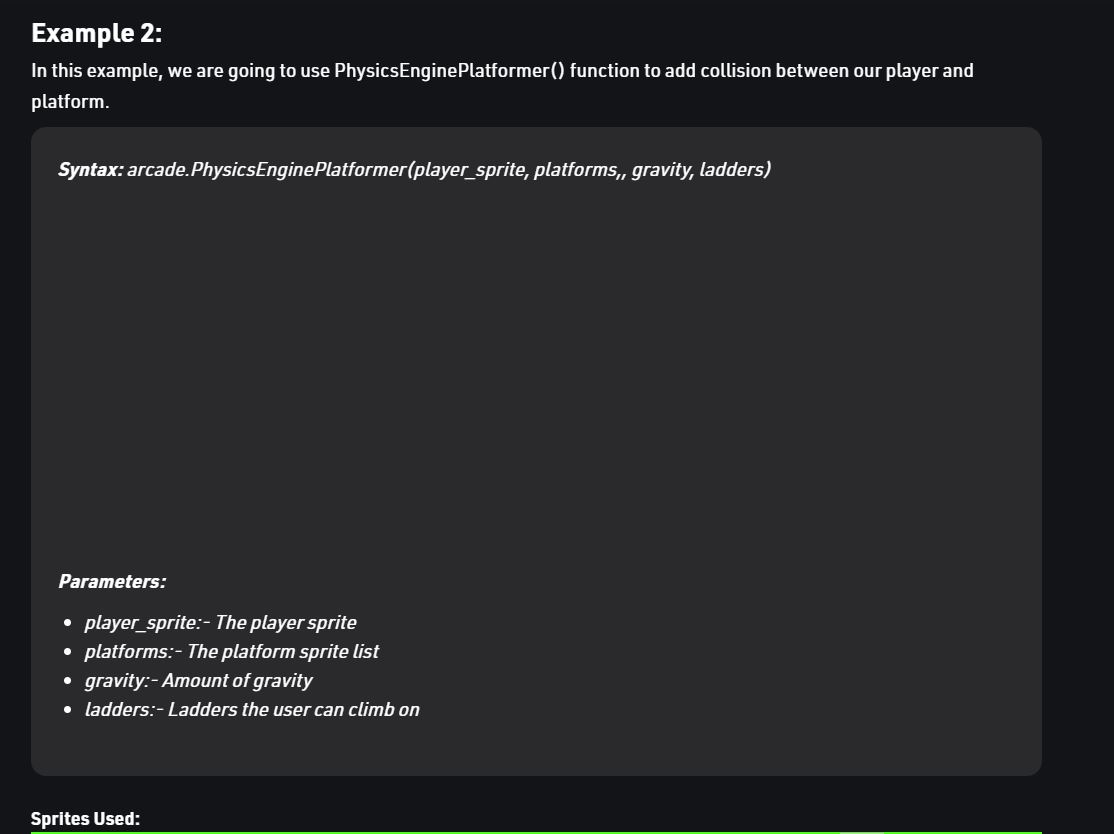 Example 2:
In this example, we are going to use PhysicsEnginePlatformer() function to add collision between our player and
platform.
Syntax: arcade.PhysicsEnginePlatformer(player_sprite, platforms,, gravity, ladders)
Parameters:
• player_sprite:- The player sprite
• platforms:- The platform sprite list
• gravity:- Amount of gravity
• ladders:- Ladders the user can climb on
Sprites Used: